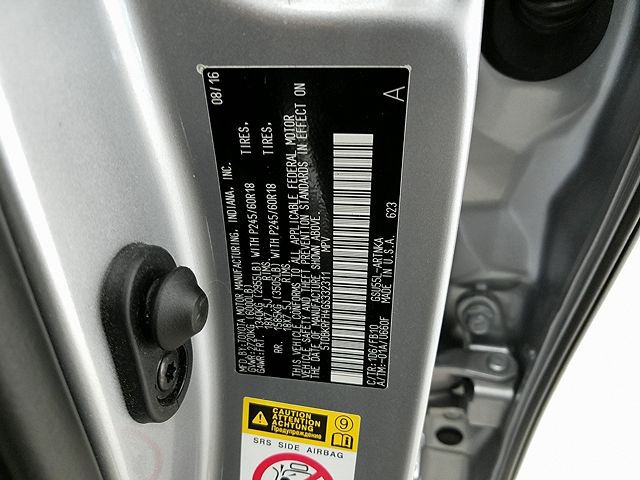 MFD.BY:TOYOTA MOTOR MANUFACTURING, INDIANA, INC. 08/16
GVWR:2720KG (6000LB)
GAWR:FRT. 1340KG (2955LB) WITH P245/60R18 TIRES,
18X7.5J RIMS
RR. 1585KG (3505LB) WITH P245/60R18 TIRES,
18X7.5J RIMS
THIS VEHICLE CONFORMS TO ALL APPLICABLE FEDERAL MOTOR
VEHICLE SAFETY AND THEFT PREVENTION STANDARDS IN EFFECT ON
THE DATE OF MANUFACTURE SHOWN ABOVE.
5TDBKRFH4GS332311 MPV
A
C/TR:1D6/FB10 GSU55L-ARTNKA 623
A/TM:-01A/U660F MADE IN U.S.A.
CAUTION
ATTENTION
ACHTUNG
Предупреждение
9
SRS SIDE AIRBAG